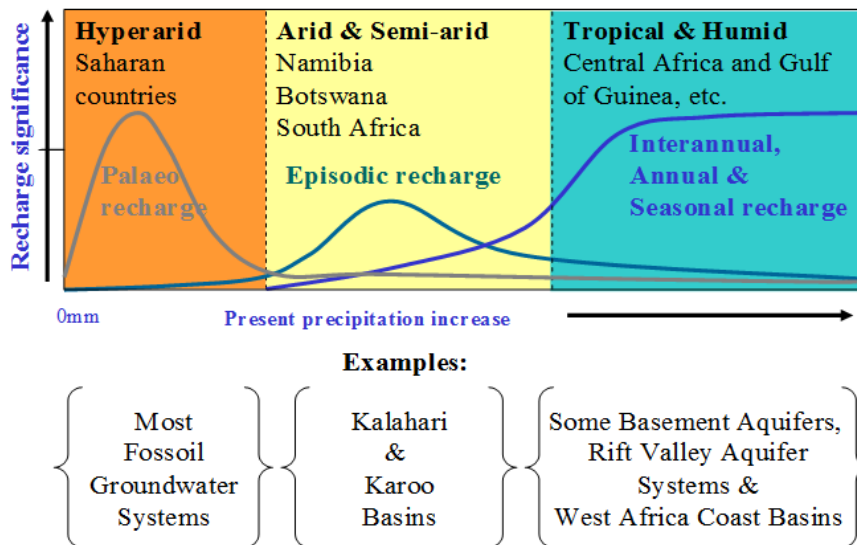 Recharge significance
Hyperarid
Saharan
countries
Palaeo
recharge
Arid & Semi-arid
Namibia
Botswana
South Africa
Episodic recharge
Tropical & Humid
Central Africa and Gulf
of Guinea, etc.
Interannual,
Annual &
Seasonal recharge
0mm
Present precipitation increase
Examples:
Most
Fossoil
Groundwater
Systems
Kalahari
&
Karoo
Basins
Some Basement Aquifers,
Rift Valley Aquifer
Systems &
West Africa Coast Basins